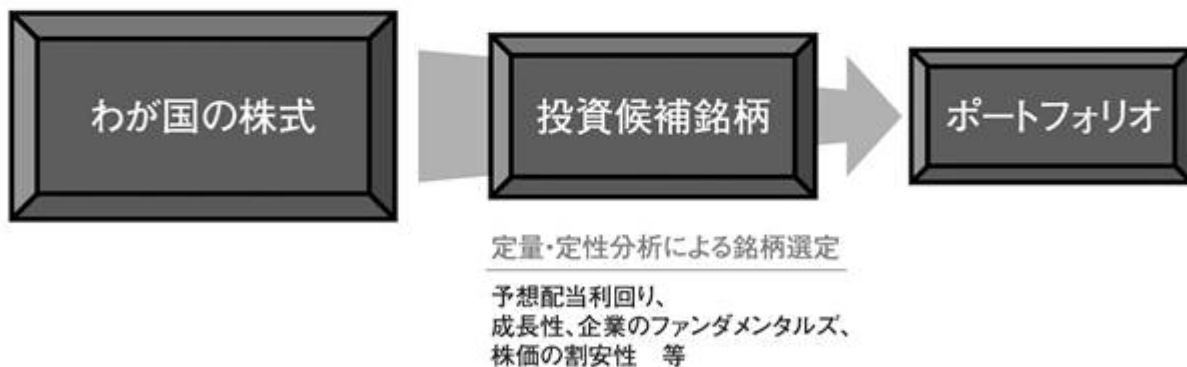 わが国の株式
投資候補銘柄
ポートフォリオ
定量・定性分析による銘柄選定
予想配当利回り、
成長性、企業のファンダメンタルズ、
株価の割安性　等